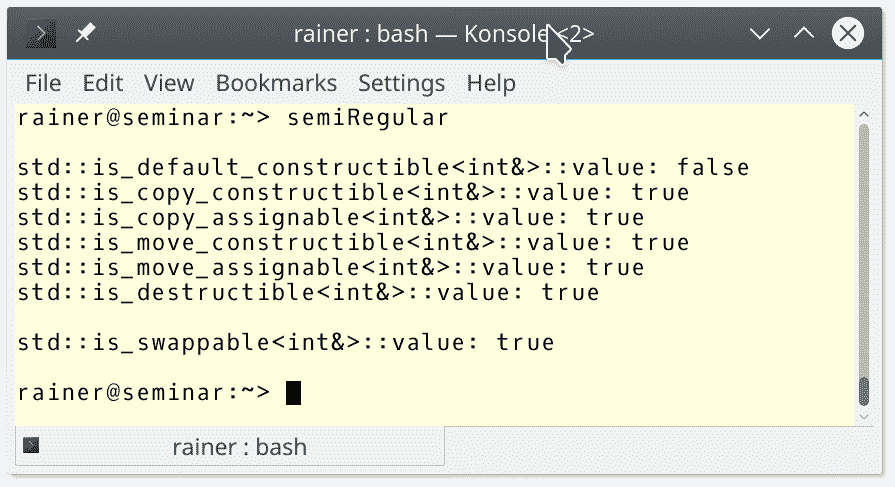 rainer : bash — Konsole <2>
File Edit View Bookmarks Settings Help
rainer@seminar:~> semiRegular
std::is_default_constructible<int&>::value: false
std::is_copy_constructible<int&>::value: true
std::is_copy_assignable<int&>::value: true
std::is_move_constructible<int&>::value: true
std::is_move_assignable<int&>::value: true
std::is_destructible<int&>::value: true
std::is_swappable<int&>::value: true
rainer@seminar:~>
rainer : bash